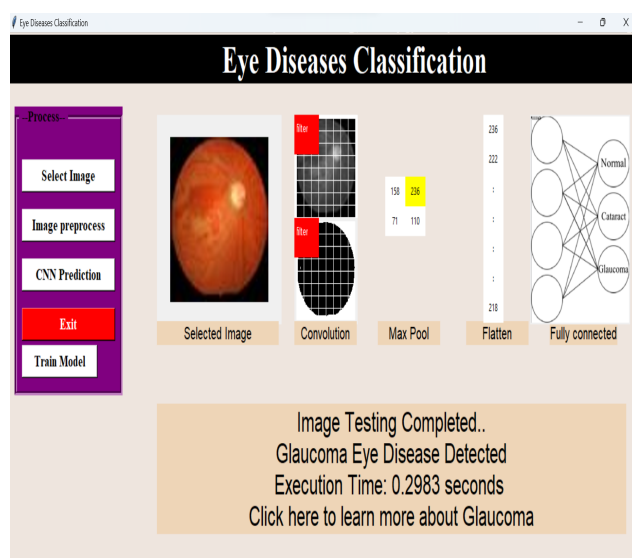 Eye Diseases Classification
Eye Diseases Classification
--Process--
Select Image
Image preprocess
CNN Prediction
Exit
Train Model
filter
filter
158 236
71 110
236
222
:
:
:
:
218
Normal
Cataract
Glaucoma
Selected Image
Convolution
Max Pool
Flatten
Fully connected
Image Testing Completed..
Glaucoma Eye Disease Detected
Execution Time: 0.2983 seconds
Click here to learn more about Glaucoma